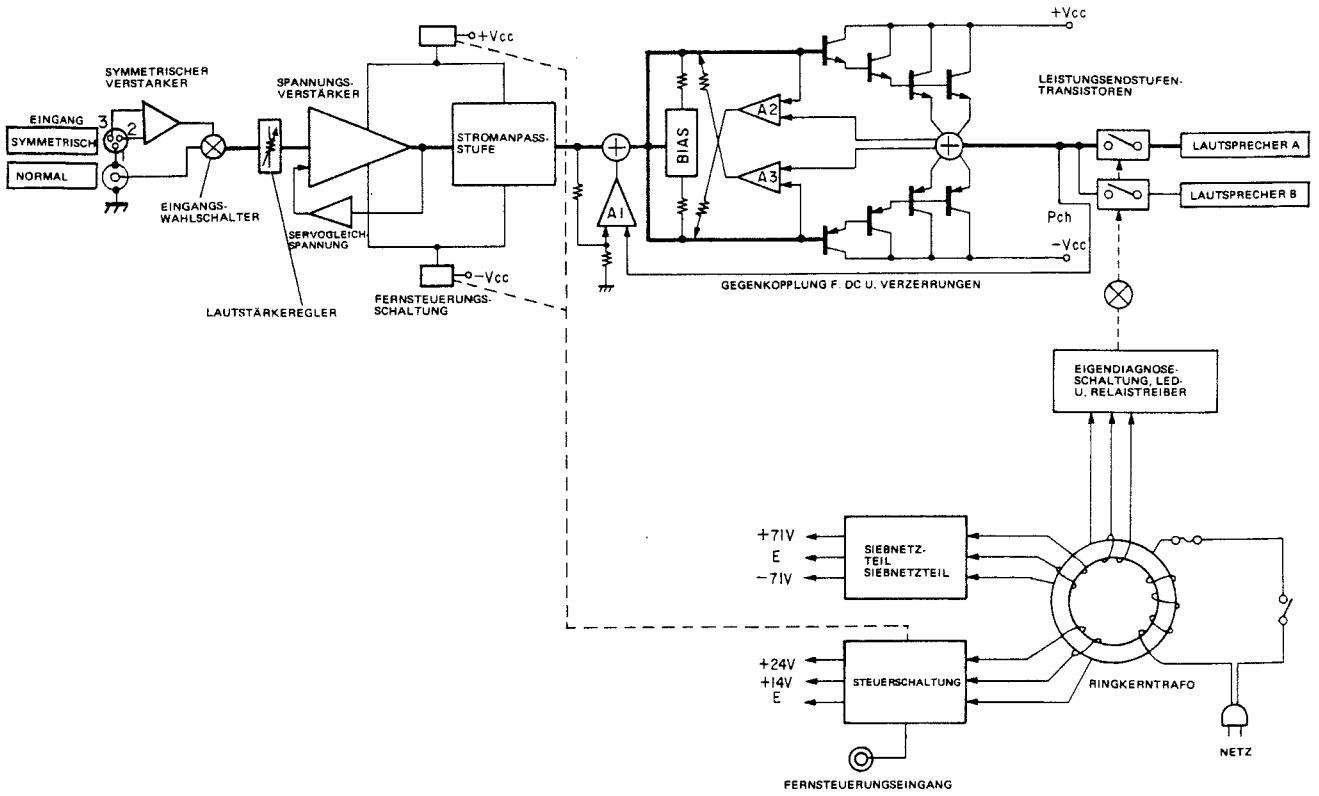 +Vcc
SYMMETRISCHER
VERSTÄRKER
SPANNUNGS-
VERSTÄRKER
EINGANG
3
2
1
SYMMETRISCH
NORMAL
EINGANGS-
WAHLSCHALTER
LAUTSTÄRKEREGLER
SERVOGLEICH-
SPANNUNG
STROMANPASS-
STUFE
-Vcc
FERNSTEUERUNGS-
SCHALTUNG
A1
BIAS
A2
A3
+Vcc
LEISTUNGSENDSTUFEN-
TRANSISTOREN
LAUTSPRECHER A
LAUTSPRECHER B
Pch
-Vcc
GEGENKOPPLUNG F. DC U. VERZERRUNGEN
EIGENDIAGNOSE-
SCHALTUNG, LED-
U. RELAISTREIBER
+71V
E
-71V
SIEBNETZ-
TEIL
SIEBNETZTEIL
+24V
+14V
E
STEUERSCHALTUNG
RINGKERNTRAFO
NETZ
FERNSTEUERUNGSEINGANG